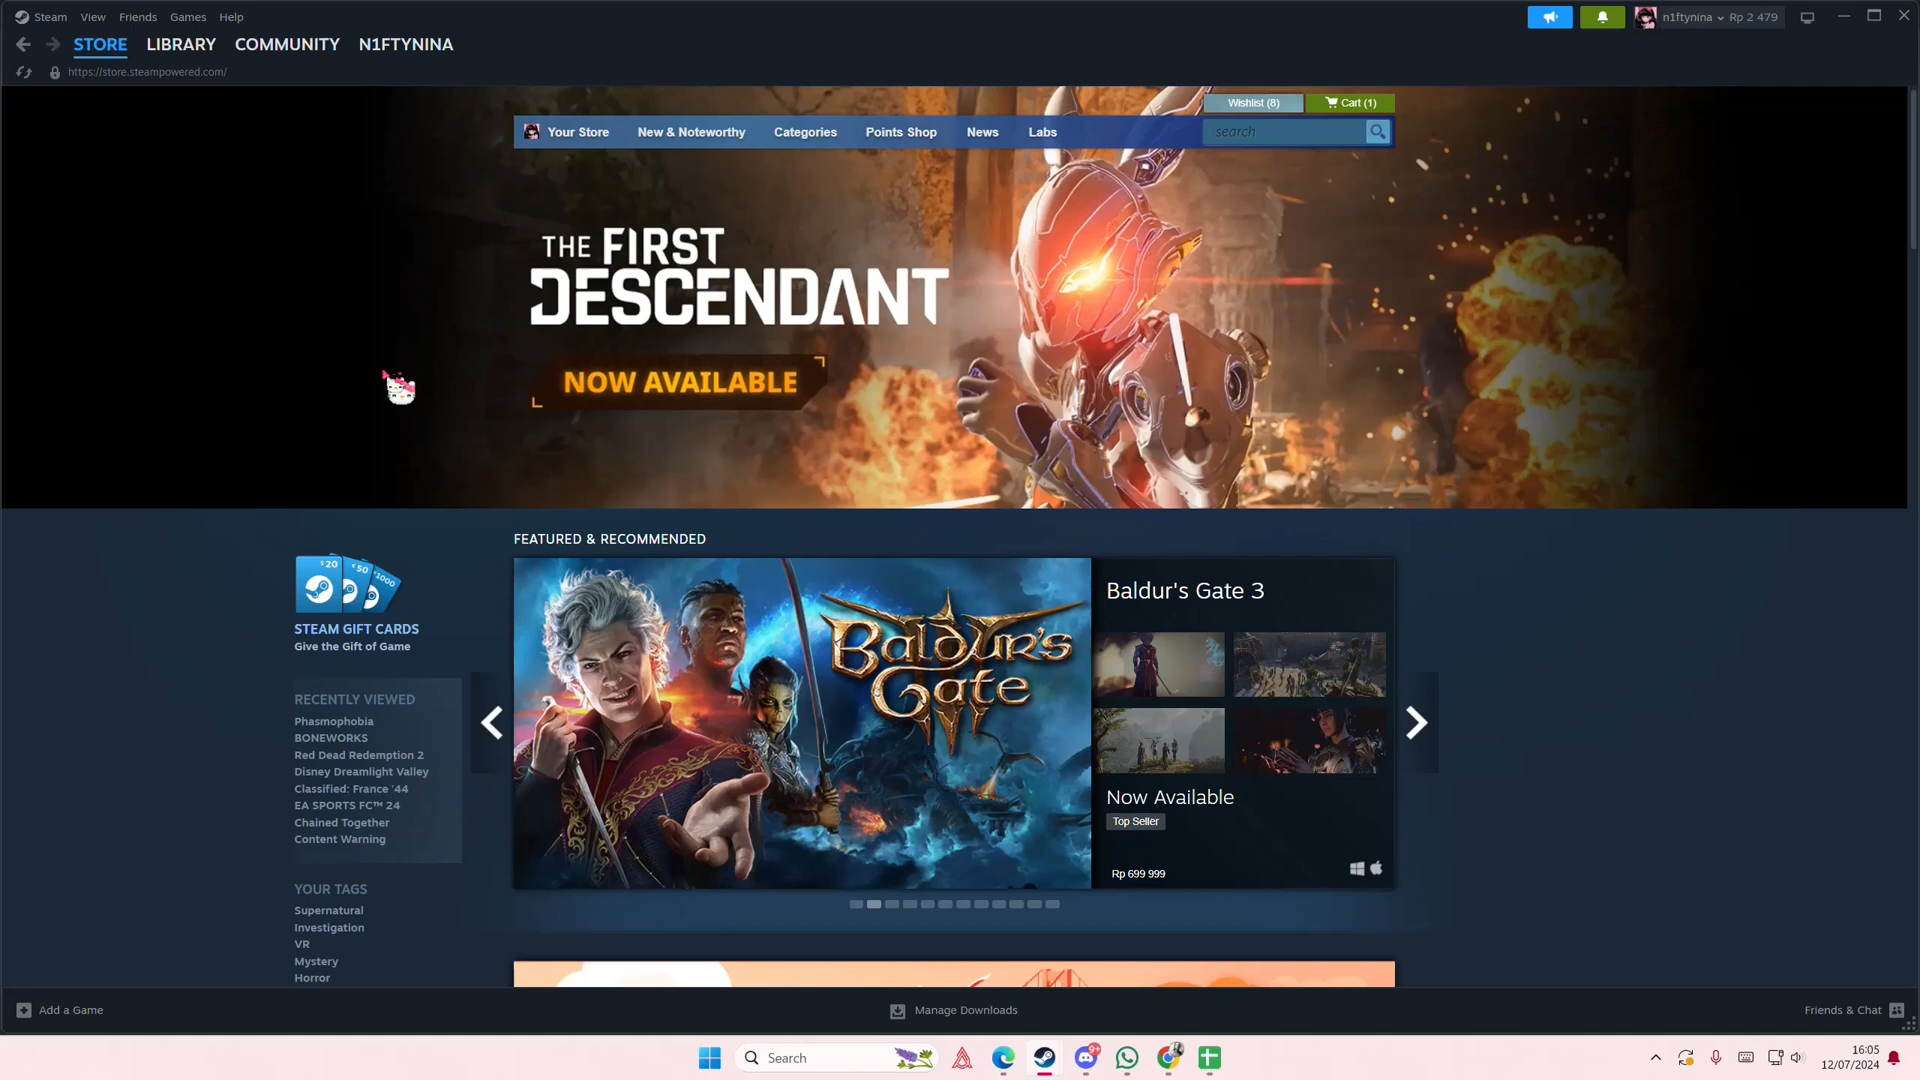 Steam View Friends Games Help
n1ftynina Rp 2 479
STORE LIBRARY COMMUNITY N1FTYNINA
https://store.steampowered.com/
Wishlist (8) Cart (1)
Your Store New & Noteworthy Categories Points Shop News Labs search
THE FIRST
DESCENDANT
NOW AVAILABLE
FEATURED & RECOMMENDED
$20 €50 1000
STEAM GIFT CARDS
Give the Gift of Game
RECENTLY VIEWED
Phasmophobia
BONEWORKS
Red Dead Redemption 2
Disney Dreamlight Valley
Classified: France '44
EA SPORTS FC™ 24
Chained Together
Content Warning
YOUR TAGS
Supernatural
Investigation
VR
Mystery
Horror
BALDUR'S
GATE
Baldur's Gate 3
Now Available
Top Seller
Rp 699 999
Add a Game
Manage Downloads
Friends & Chat
Search
9+
16:05
12/07/2024